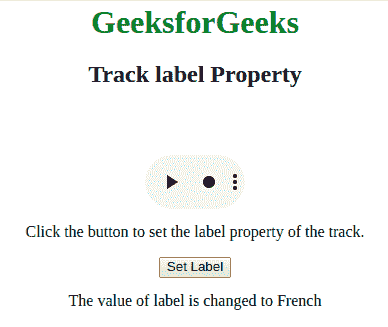 GeeksforGeeks
Track label Property
Click the button to set the label property of the track.
Set Label
The value of label is changed to French